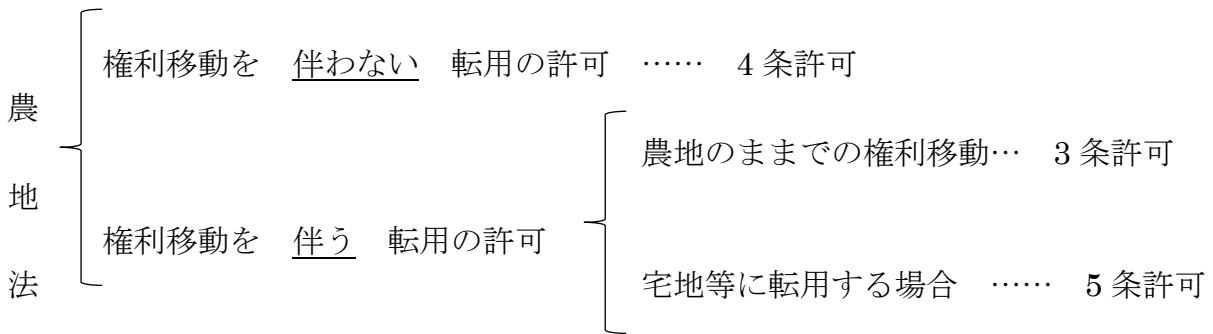 農地法
権利移動を　伴わない　転用の許可　……　4 条許可
権利移動を　伴う　転用の許可
農地のままでの権利移動…　3 条許可
宅地等に転用する場合　……　5 条許可